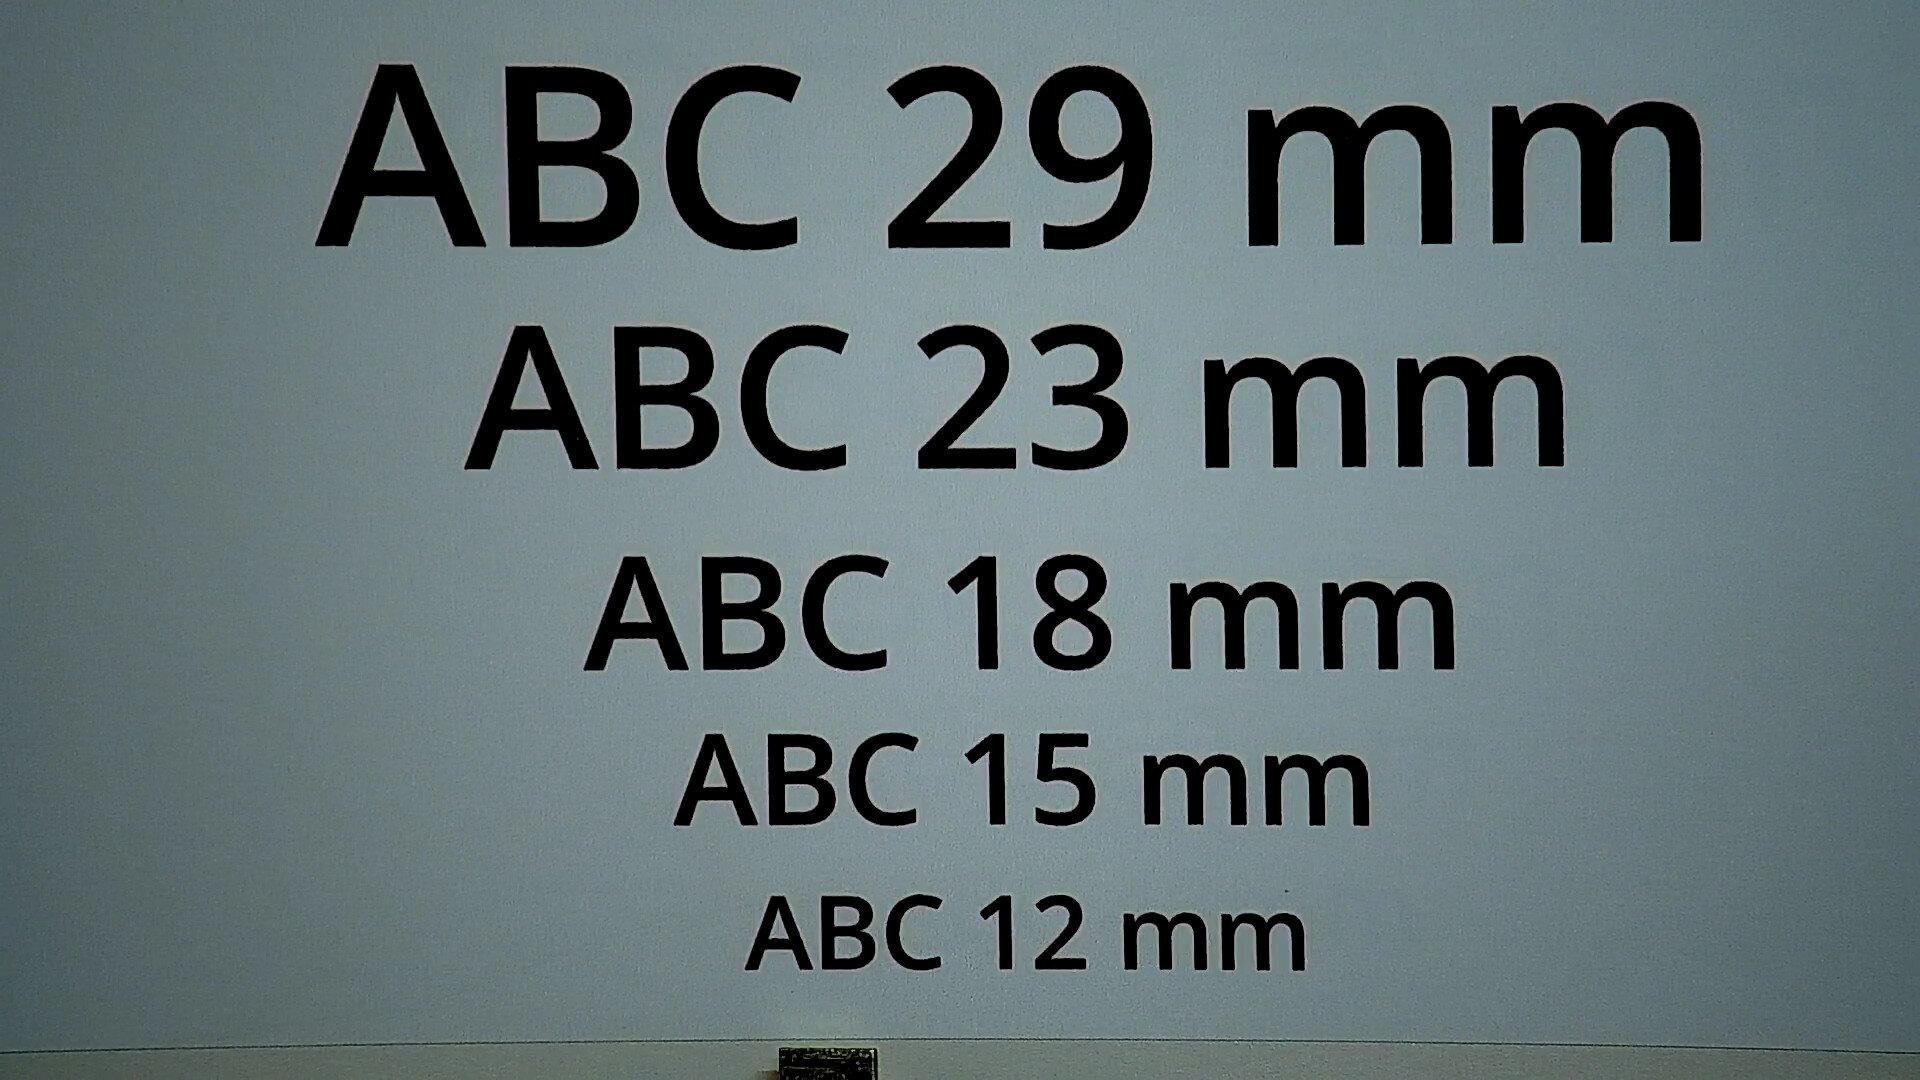 ABC 29 mm
ABC 23 mm
ABC 18 mm
ABC 15 mm
ABC 12 mm